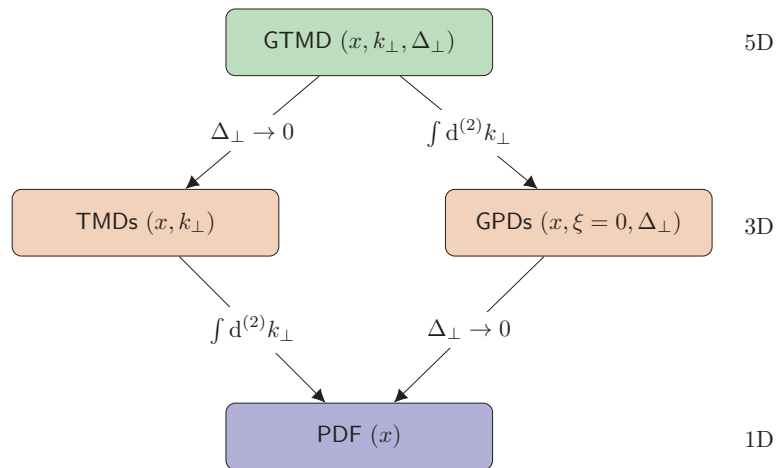 GTMD (x, k⊥, Δ⊥) 5D
Δ⊥ → 0 ∫ d⁽²⁾k⊥
TMDs (x, k⊥) GPDs (x, ξ = 0, Δ⊥) 3D
∫ d⁽²⁾k⊥ Δ⊥ → 0
PDF (x) 1D